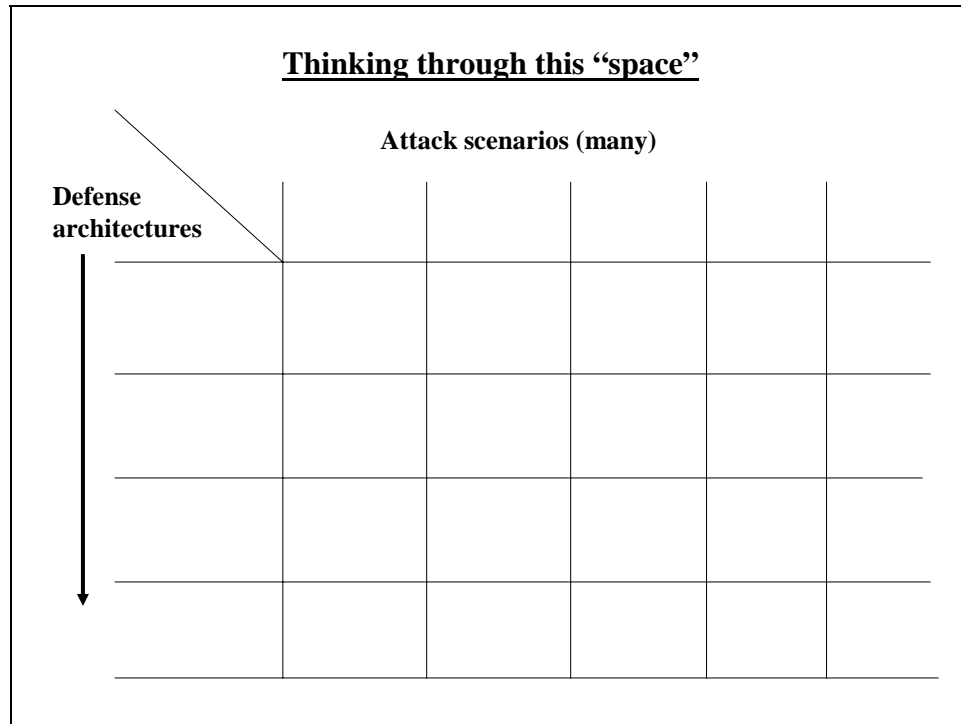 Thinking through this “space”
Attack scenarios (many)
Defense
architectures